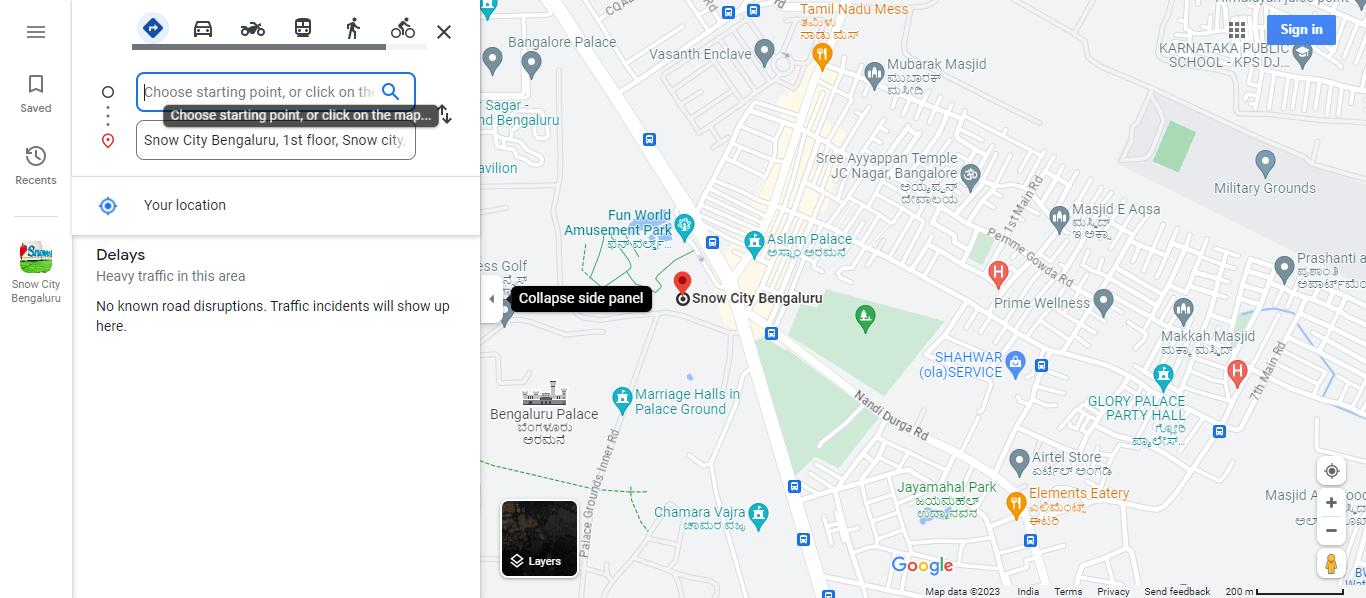 Saved
Recents
Snow City
Bengaluru
Choose starting point, or click on the
Choose starting point, or click on the map...
Snow City Bengaluru, 1st floor, Snow city,
Your location
Delays
Heavy traffic in this area
No known road disruptions. Traffic incidents will show up
here.
Collapse side panel
Layers
Sign in
Tamil Nadu Mess
ತಮಿಳು
ನಾಡು ಮೆಸ್
Bangalore Palace
Vasanth Enclave
Mubarak Masjid
ಮುಬಾರಕ್
ಮಸೀದಿ
KARNATAKA PUBLIC
SCHOOL - KPS DJ...
Sagar -
nd Bengaluru
avilion
Sree Ayyappan Temple
JC Nagar, Bangalore
ಅಯ್ಯಪ್ಪನ್
ದೇವಾಲಯ
Military Grounds
1st Main Rd
Masjid E Aqsa
ಮಸ್ಜಿದ್
ಇ ಅಕ್ಸಾ
Pemme Gowda Rd
Fun World
Amusement Park
ಫನ್ ವರ್ಲ್ಡ್...
Aslam Palace
ಅಸ್ಲಾಂ ಅರಮನೆ
ess Golf
Prashanti a
ಪ್ರಶಾಂತಿ
Snow City Bengaluru
Prime Wellness
Makkah Masjid
ಮಕ್ಕಾ ಮಸ್ಜಿದ್
SHAHWAR
(ola)SERVICE
7th Main Rd
Bengaluru Palace
ಬೆಂಗಳೂರು
ಅರಮನೆ
Marriage Halls in
Palace Ground
GLORY PALACE
PARTY HALL
ಗ್ಲೋರಿ
ಪ್ಯಾಲೇಸ್...
Nandi Durga Rd
Palace Grounds Inner Rd
Airtel Store
ಏರ್ಟೆಲ್ ಅಂಗಡಿ
Jayamahal Park
ಜಯಮಹಲ್
ಉದ್ಯಾನವನ
Elements Eatery
ಎಲಿಮೆಂಟ್ಸ್
ಈಟರಿ
Chamara Vajra
ಚಾಮರ ವಜ್ರ
Masjid A
Google
Map data ©2023 India Terms Privacy Send feedback 200 m